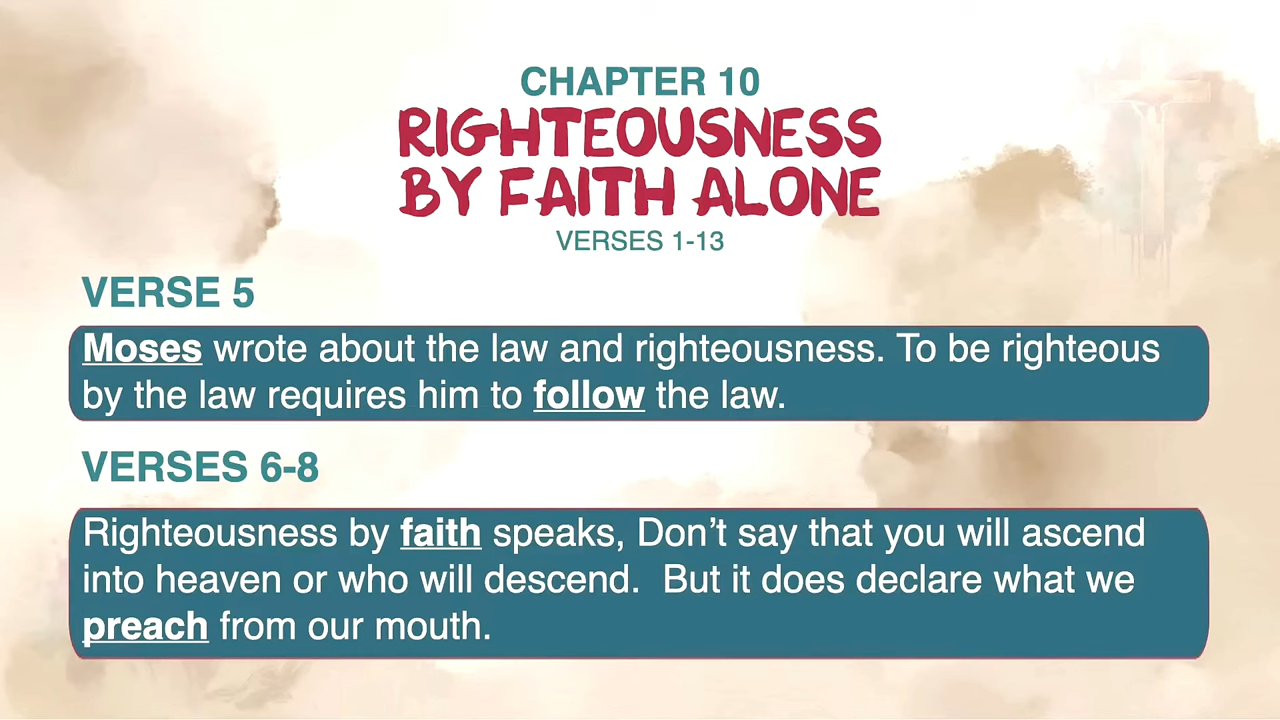 CHAPTER 10
RIGHTEOUSNESS
BY FAITH ALONE
VERSES 1-13
VERSE 5
Moses wrote about the law and righteousness. To be righteous
by the law requires him to follow the law.
VERSES 6-8
Righteousness by faith speaks, Don’t say that you will ascend
into heaven or who will descend.  But it does declare what we
preach from our mouth.